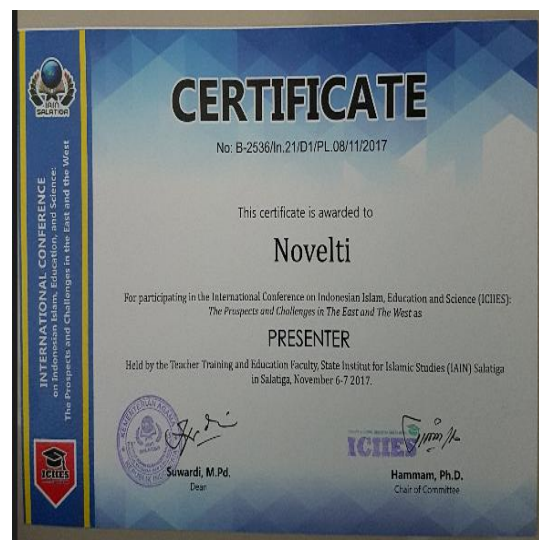 IAIN
SALATIGA
INTERNATIONAL CONFERENCE
on Indonesian Islam, Education, and Science:
The Prospects and Challenges in the East and the West
ICIIES
CERTIFICATE
No: B-2536/In.21/D1/PL.08/11/2017
This certificate is awarded to
Novelti
For participating in the International Conference on Indonesian Islam, Education and Science (ICIIES):
The Prospects and Challenges in The East and The West as
PRESENTER
Held by the Teacher Training and Education Faculty, State Institut for Islamic Studies (IAIN) Salatiga
in Salatiga, November 6-7 2017.
KEMENTERIAN AGAMA
ICIIES
Suwardi, M.Pd.
Dean
Hammam, Ph.D.
Chair of Committee